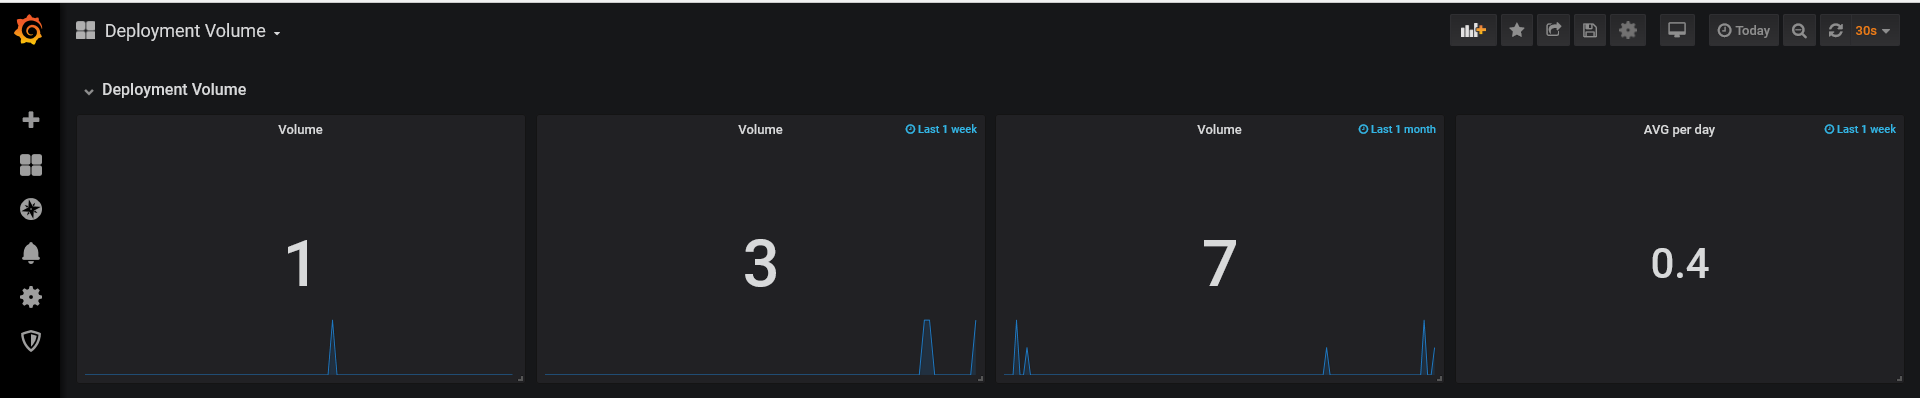 Deployment Volume
Today
30s
Deployment Volume
Volume
Volume
Last 1 week
Volume
Last 1 month
AVG per day
Last 1 week
1
3
7
0.4